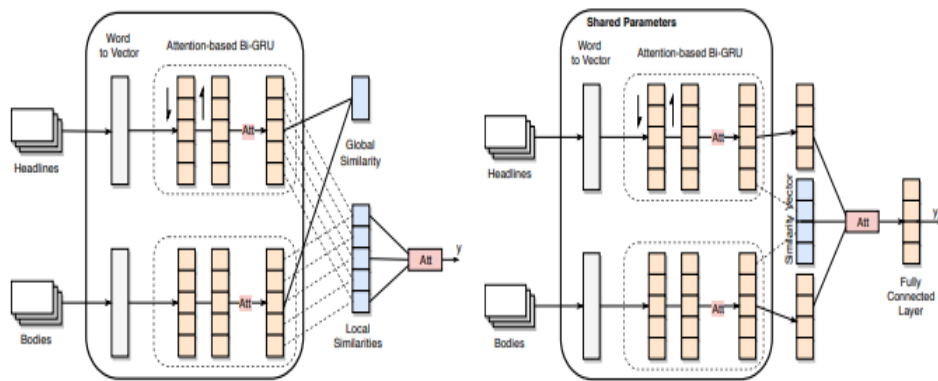 Word
to Vector
Attention-based Bi-GRU
Att
Headlines
Global
Similarity
Att
Bodies
Local
Similarities
Att
y
Shared Parameters
Word
to Vector
Attention-based Bi-GRU
Att
Headlines
Similarity Vector
Att
y
Att
Bodies
Fully
Connected
Layer